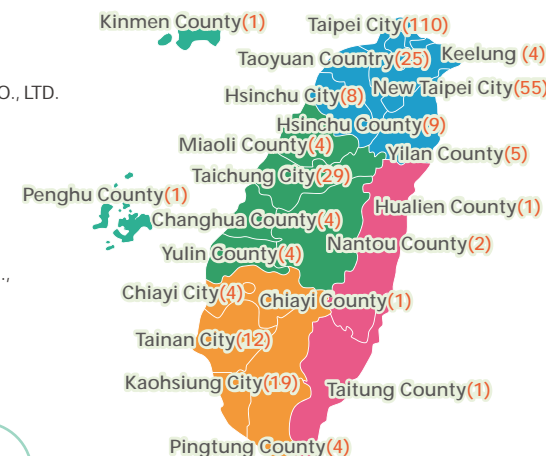 Kinmen County(1)
Taipei City(110)
Taoyuan Country(25)
Keelung (4)
O., LTD.
Hsinchu City(8)
New Taipei City(55)
Hsinchu County(9)
Miaoli County(4)
Yilan County(5)
Taichung City(29)
Penghu County(1)
Hualien County(1)
Changhua County(4)
Nantou County(2)
Yulin County(4)
.,
Chiayi City(4)
Chiayi County(1)
Tainan City(12)
Kaohsiung City(19)
Taitung County(1)
Pingtung County(4)